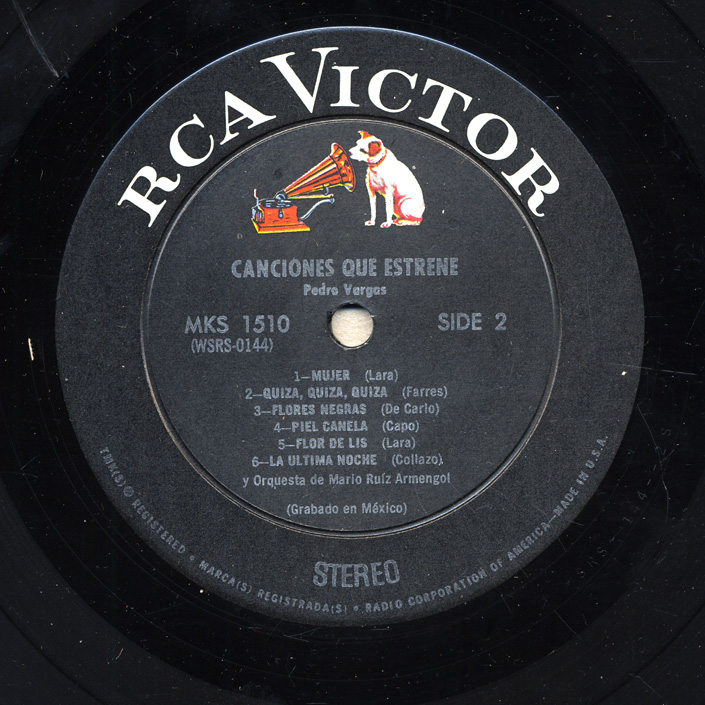 RCA VICTOR
CANCIONES QUE ESTRENE
Pedro Vargas
MKS 1510
SIDE 2
(WSRS-0144)
1—MUJER (Lara)
2—QUIZA, QUIZA, QUIZA (Farres)
3—FLORES NEGRAS (De Carlo)
4—PIEL CANELA (Capo)
5—FLOR DE LIS (Lara)
6—LA ULTIMA NOCHE (Collazo)
y Orquesta de Mario Ruíz Armengol
(Grabado en México)
STEREO
TMK(S) ® REGISTERED • MARCA(S) REGISTRADA(S) • RADIO CORPORATION OF AMERICA—MADE IN U.S.A.